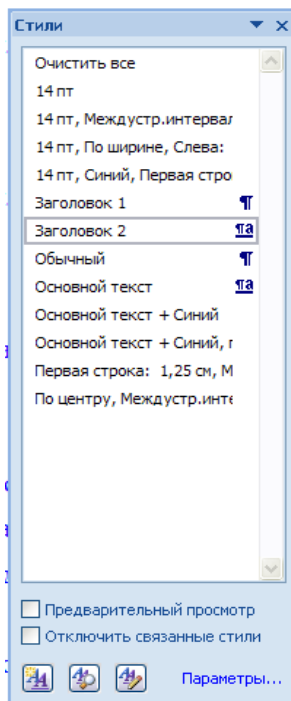 Стили
Очистить все
14 пт
14 пт, Междустр.интервал
14 пт, По ширине, Слева:
14 пт, Синий, Первая стро
Заголовок 1 ¶
Заголовок 2 ¶a
Обычный ¶
Основной текст ¶a
Основной текст + Синий
Основной текст + Синий, г
Первая строка: 1,25 см, М
По центру, Междустр.инте
Предварительный просмотр
Отключить связанные стили
Параметры...